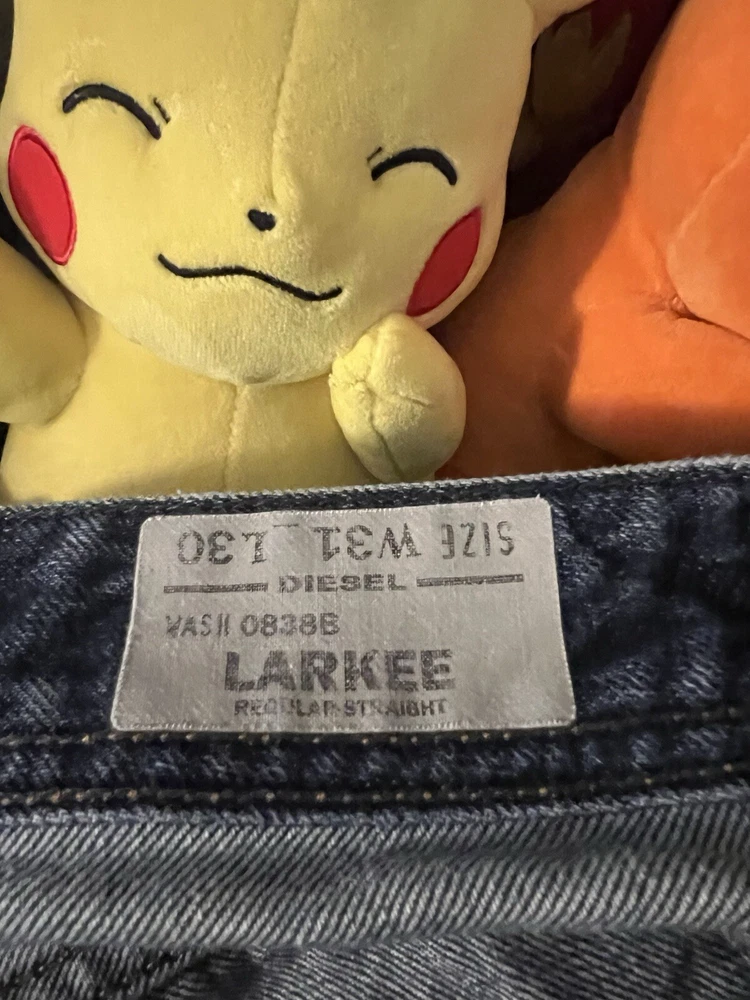 SIZE W31 L30
DIESEL
WASH 0838B
LARKEE
REGULAR-STRAIGHT